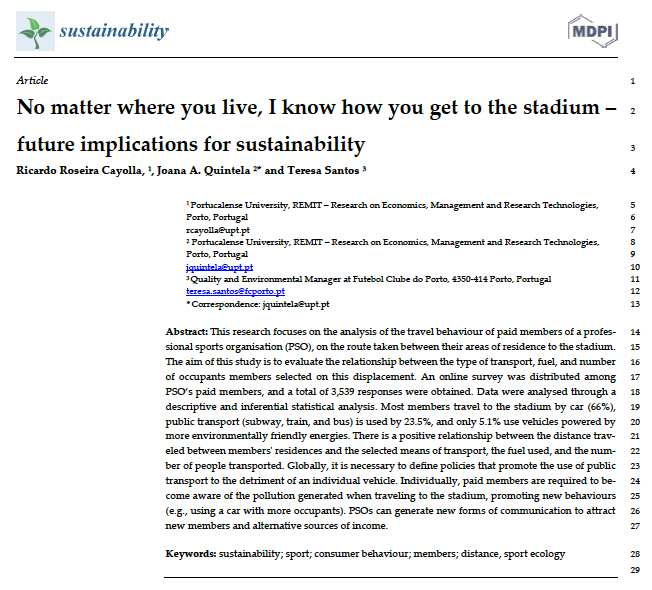 sustainability
MDPI
Article 1
No matter where you live, I know how you get to the stadium – 2
future implications for sustainability 3
Ricardo Roseira Cayolla, ¹, Joana A. Quintela ²* and Teresa Santos ³ 4
¹ Portucalense University, REMIT – Research on Economics, Management and Research Technologies, 5
Porto, Portugal 6
rcayolla@upt.pt 7
² Portucalense University, REMIT – Research on Economics, Management and Research Technologies, 8
Porto, Portugal 9
jquintela@upt.pt 10
³ Quality and Environmental Manager at Futebol Clube do Porto, 4350-414 Porto, Portugal 11
teresa.santos@fcporto.pt 12
* Correspondence: jquintela@upt.pt 13
Abstract: This research focuses on the analysis of the travel behaviour of paid members of a profes- 14
sional sports organisation (PSO), on the route taken between their areas of residence to the stadium. 15
The aim of this study is to evaluate the relationship between the type of transport, fuel, and number 16
of occupants members selected on this displacement. An online survey was distributed among 17
PSO's paid members, and a total of 3,539 responses were obtained. Data were analysed through a 18
descriptive and inferential statistical analysis. Most members travel to the stadium by car (66%), 19
public transport (subway, train, and bus) is used by 23.5%, and only 5.1% use vehicles powered by 20
more environmentally friendly energies. There is a positive relationship between the distance trav- 21
eled between members' residences and the selected means of transport, the fuel used, and the num- 22
ber of people transported. Globally, it is necessary to define policies that promote the use of public 23
transport to the detriment of an individual vehicle. Individually, paid members are required to be- 24
come aware of the pollution generated when traveling to the stadium, promoting new behaviours 25
(e.g., using a car with more occupants). PSOs can generate new forms of communication to attract 26
new members and alternative sources of income. 27
Keywords: sustainability; sport; consumer behaviour; members; distance, sport ecology 28
29